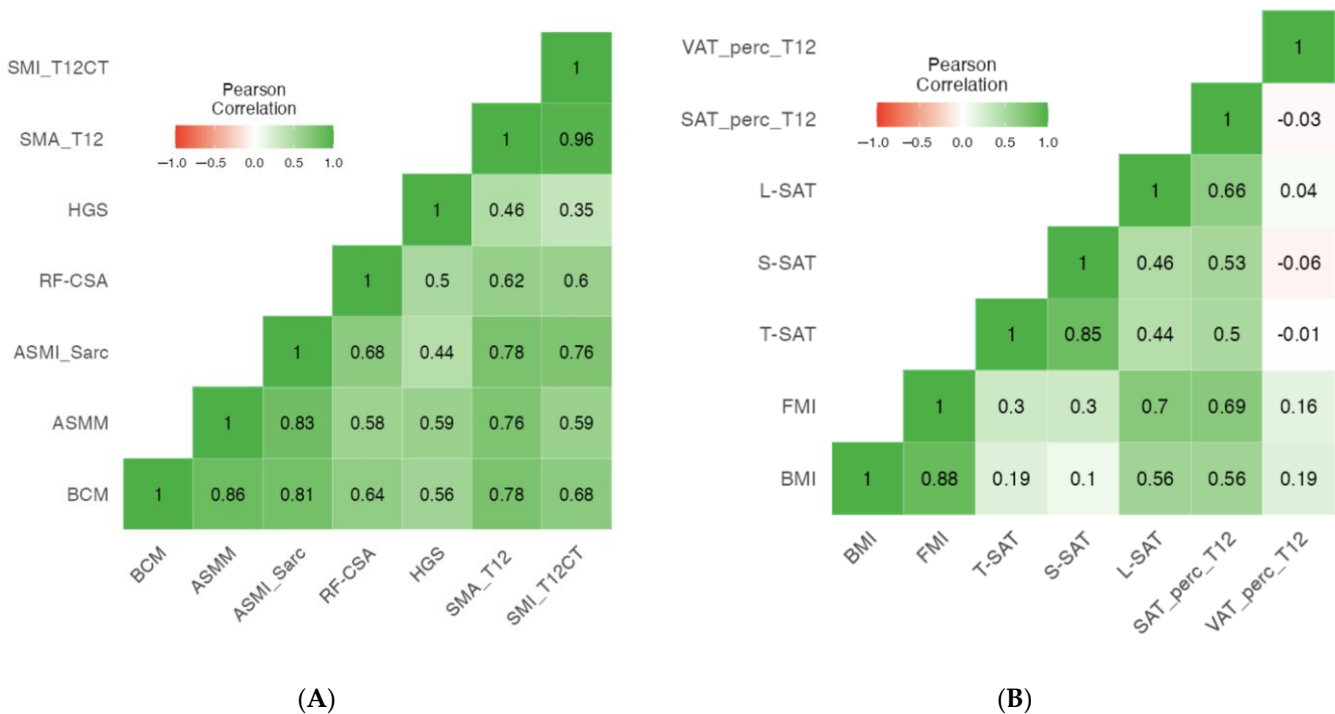 SMI_T12CT 1
Pearson
Correlation
−1.0 −0.5 0.0 0.5 1.0
SMA_T12 1 0.96
HGS 1 0.46 0.35
RF-CSA 1 0.5 0.62 0.6
ASMI_Sarc 1 0.68 0.44 0.78 0.76
ASMM 1 0.83 0.58 0.59 0.76 0.59
BCM 1 0.86 0.81 0.64 0.56 0.78 0.68
BCM ASMM ASMI_Sarc RF-CSA HGS SMA_T12 SMI_T12CT
(A)
VAT_perc_T12 1
Pearson
Correlation
−1.0 −0.5 0.0 0.5 1.0
SAT_perc_T12 1 -0.03
L-SAT 1 0.66 0.04
S-SAT 1 0.46 0.53 -0.06
T-SAT 1 0.85 0.44 0.5 -0.01
FMI 1 0.3 0.3 0.7 0.69 0.16
BMI 1 0.88 0.19 0.1 0.56 0.56 0.19
BMI FMI T-SAT S-SAT L-SAT SAT_perc_T12 VAT_perc_T12
(B)